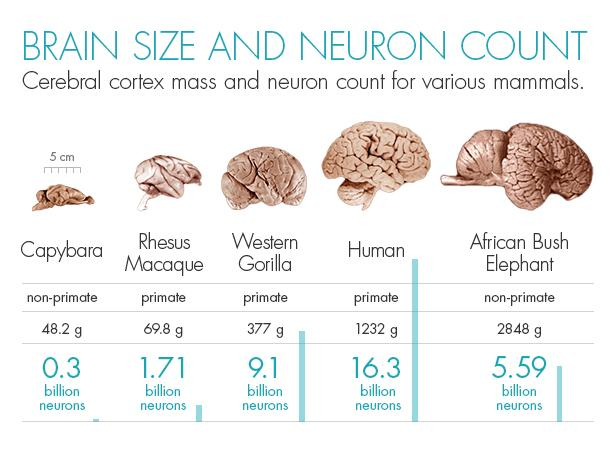 BRAIN SIZE AND NEURON COUNT
Cerebral cortex mass and neuron count for various mammals.
5 cm
Capybara
Rhesus
Macaque
Western
Gorilla
Human
African Bush
Elephant
non-primate
primate
primate
primate
non-primate
48.2 g
69.8 g
377 g
1232 g
2848 g
0.3
billion
neurons
1.71
billion
neurons
9.1
billion
neurons
16.3
billion
neurons
5.59
billion
neurons